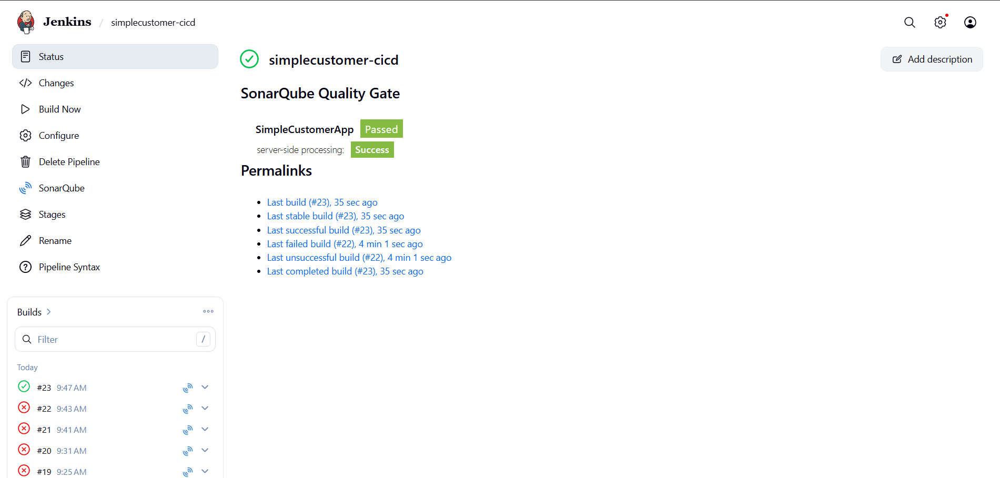 Jenkins / simplecustomer-cicd
Status
Changes
Build Now
Configure
Delete Pipeline
SonarQube
Stages
Rename
Pipeline Syntax
Builds
Filter /
Today
#23 9:47 AM
#22 9:43 AM
#21 9:41 AM
#20 9:31 AM
#19 9:25 AM
simplecustomer-cicd
Add description
SonarQube Quality Gate
SimpleCustomerApp Passed
server-side processing: Success
Permalinks
Last build (#23), 35 sec ago
Last stable build (#23), 35 sec ago
Last successful build (#23), 35 sec ago
Last failed build (#22), 4 min 1 sec ago
Last unsuccessful build (#22), 4 min 1 sec ago
Last completed build (#23), 35 sec ago